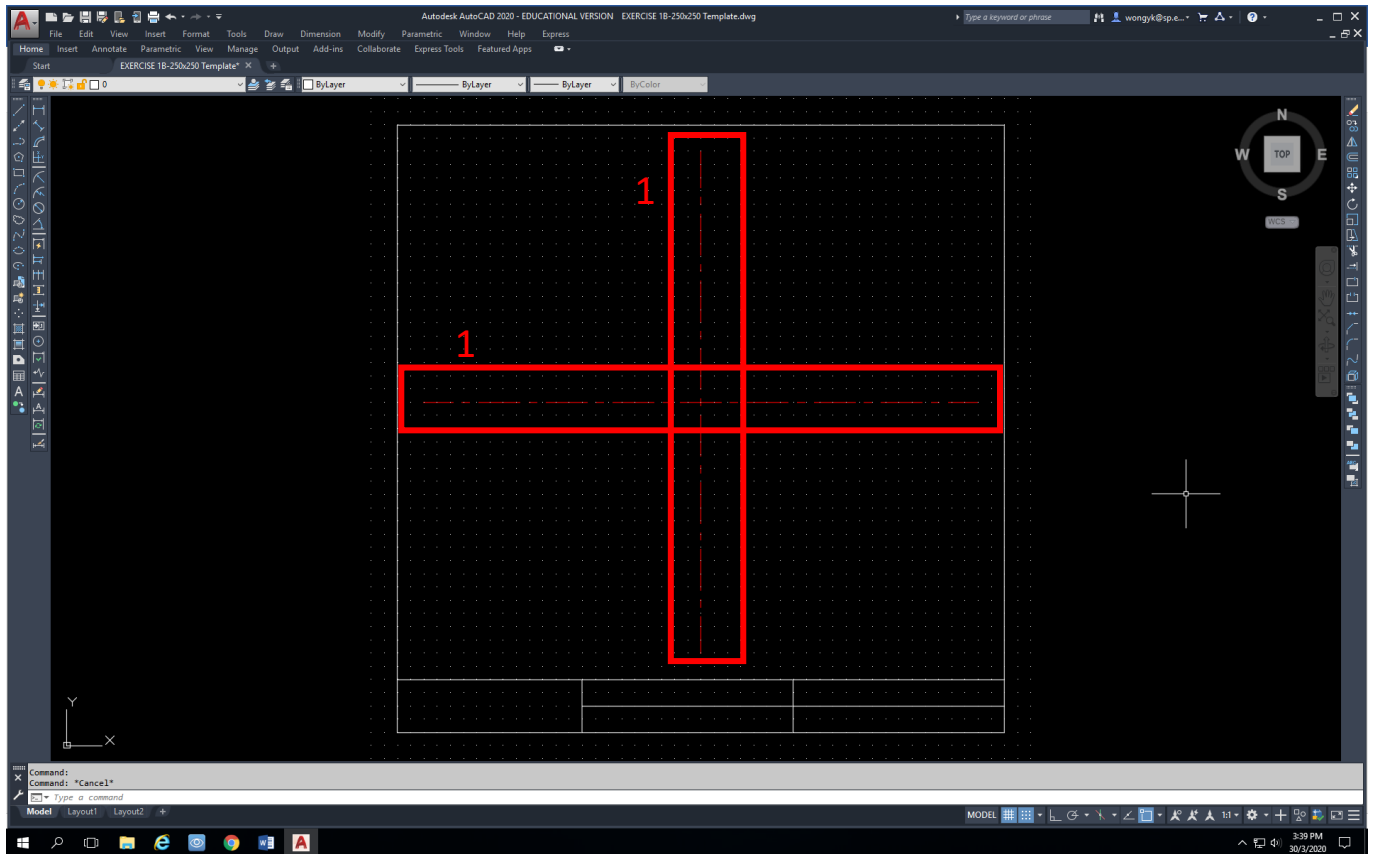 Autodesk AutoCAD 2020 - EDUCATIONAL VERSION EXERCISE 1B-250x250 Template.dwg
Type a keyword or phrase
wongyk@sp.e...
File Edit View Insert Format Tools Draw Dimension Modify Parametric Window Help Express
Home Insert Annotate Parametric View Manage Output Add-ins Collaborate Express Tools Featured Apps
Start EXERCISE 1B-250x250 Template*
0 ByLayer ByLayer ByLayer ByColor
N
W TOP E
S
WCS
1
1
Y
X
Command:
Command: *Cancel*
Type a command
Model Layout1 Layout2 +
MODEL 1:1
3:39 PM
30/3/2020